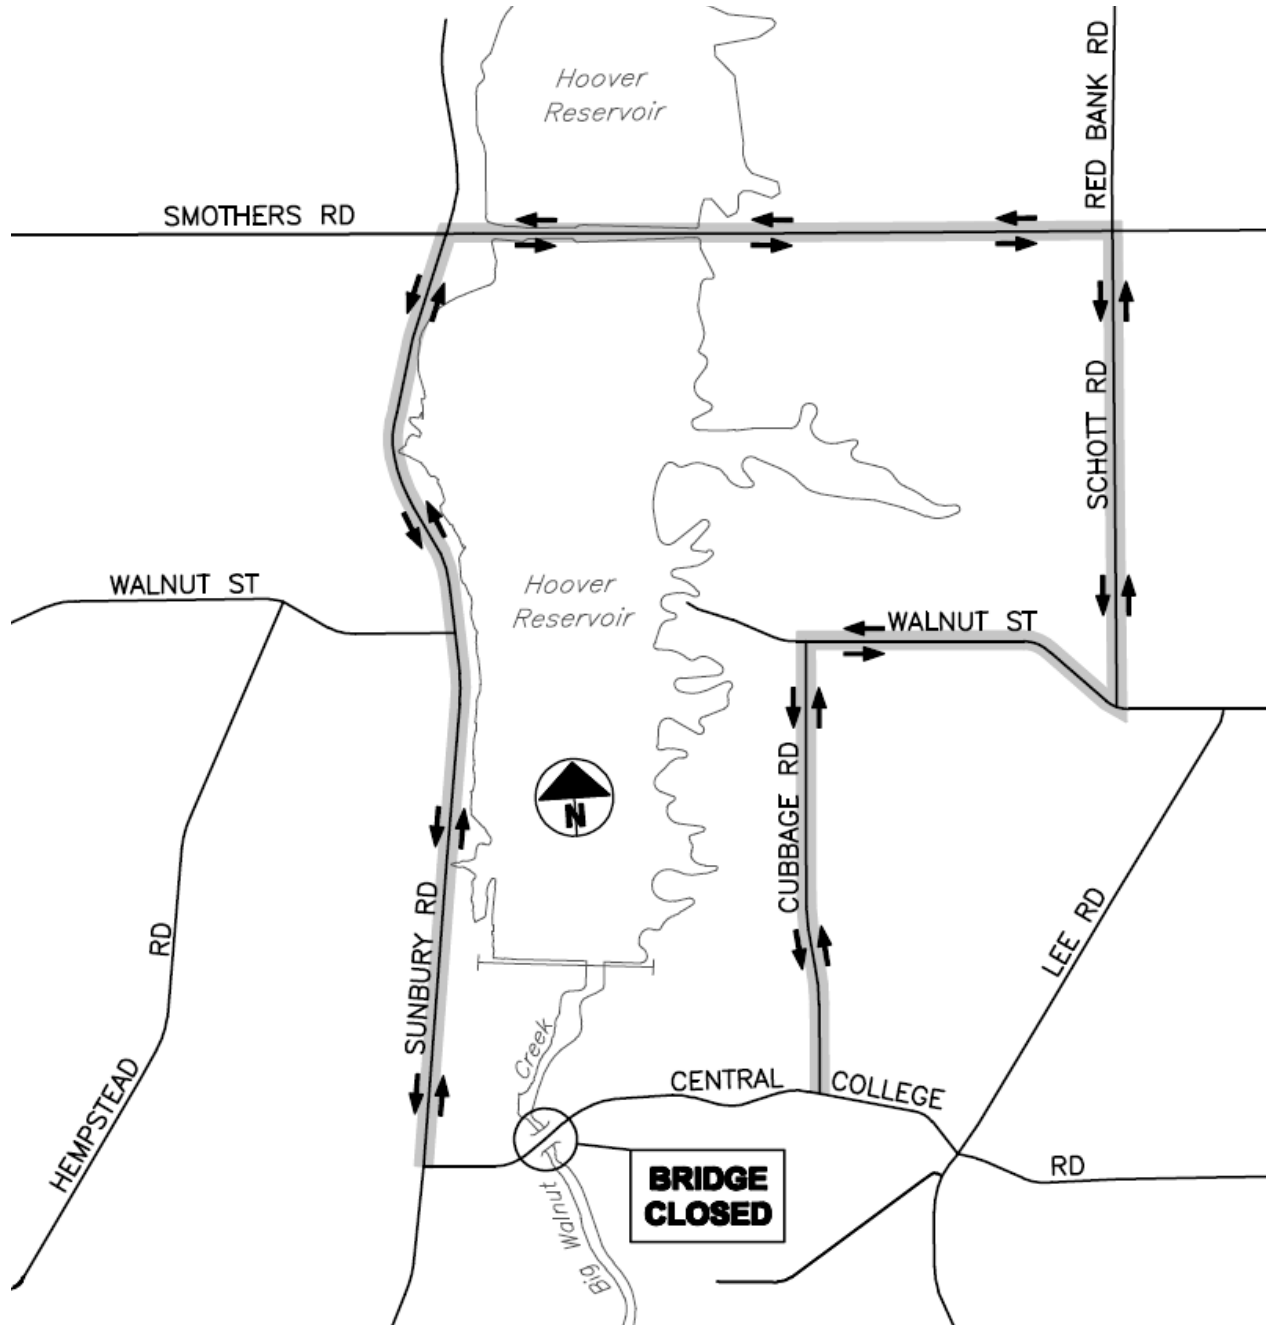 Hoover
Reservoir
RED BANK RD
SMOTHERS RD
SCHOTT RD
WALNUT ST
Hoover
Reservoir
WALNUT ST
N
CUBBAGE RD
SUNBURY RD
RD
HEMPSTEAD
LEE RD
Creek
CENTRAL
COLLEGE
RD
BRIDGE
CLOSED
Big Walnut